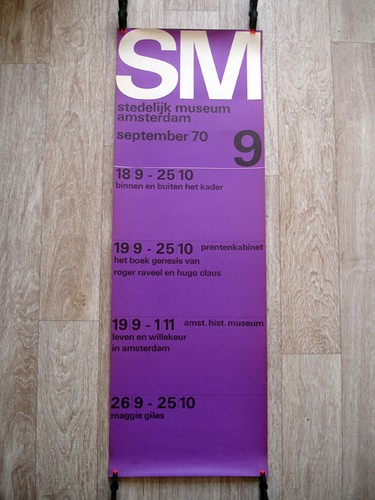 SM
stedelijk museum
amsterdam
september 70
9
18|9 - 25|10
binnen en buiten het kader
19|9 - 25|10 prentenkabinet
het boek genesis van
roger raveel en hugo claus
19|9 - 1|11 amst. hist. museum
leven en willekeur
in amsterdam
26|9 - 25|10
maggie giles